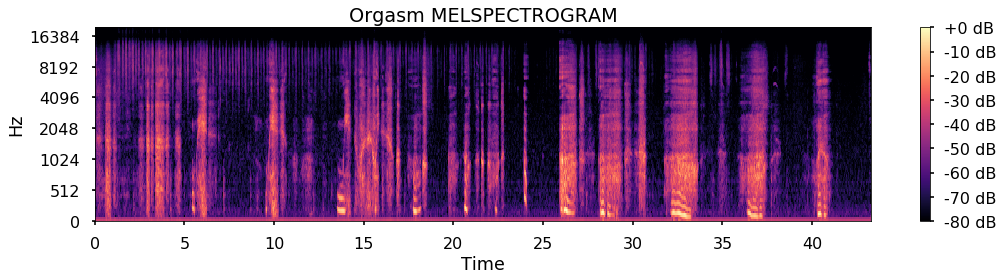 Orgasm MELSPECTROGRAM
Hz
16384
8192
4096
2048
1024
512
0
0 5 10 15 20 25 30 35 40
Time
+0 dB
-10 dB
-20 dB
-30 dB
-40 dB
-50 dB
-60 dB
-70 dB
-80 dB